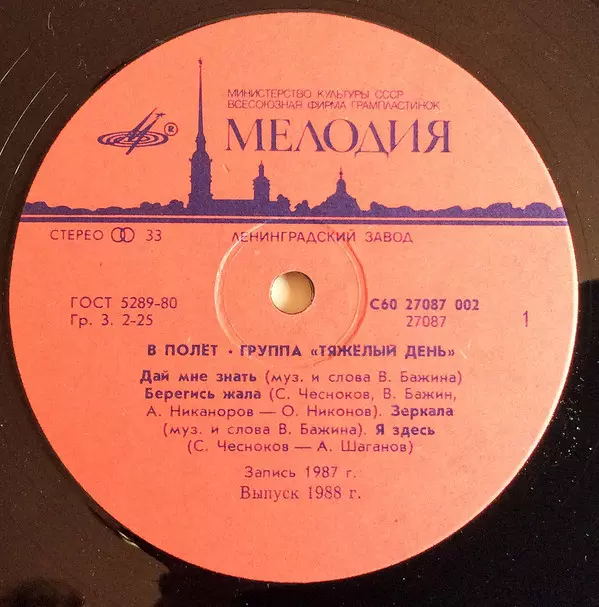 МИНИСТЕРСТВО КУЛЬТУРЫ СССР
ВСЕСОЮЗНАЯ ФИРМА ГРАМПЛАСТИНОК
® МЕЛОДИЯ
СТЕРЕО 33 ЛЕНИНГРАДСКИЙ ЗАВОД
ГОСТ 5289-80 С60 27087 002
Гр. 3. 2-25 27087 1
В ПОЛЁТ • ГРУППА «ТЯЖЕЛЫЙ ДЕНЬ»
Дай мне знать (муз. и слова В. Бажина)
Берегись жала (С. Чесноков, В. Бажин,
А. Никаноров — О. Никонов). Зеркала
(муз. и слова В. Бажина). Я здесь
(С. Чесноков — А. Шаганов)
Запись 1987 г.
Выпуск 1988 г.